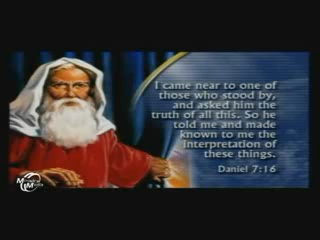 I came near to one of
those who stood by,
and asked him the
truth of all this. So he
told me and made
known to me the
interpretation of
these things.
Daniel 7:16